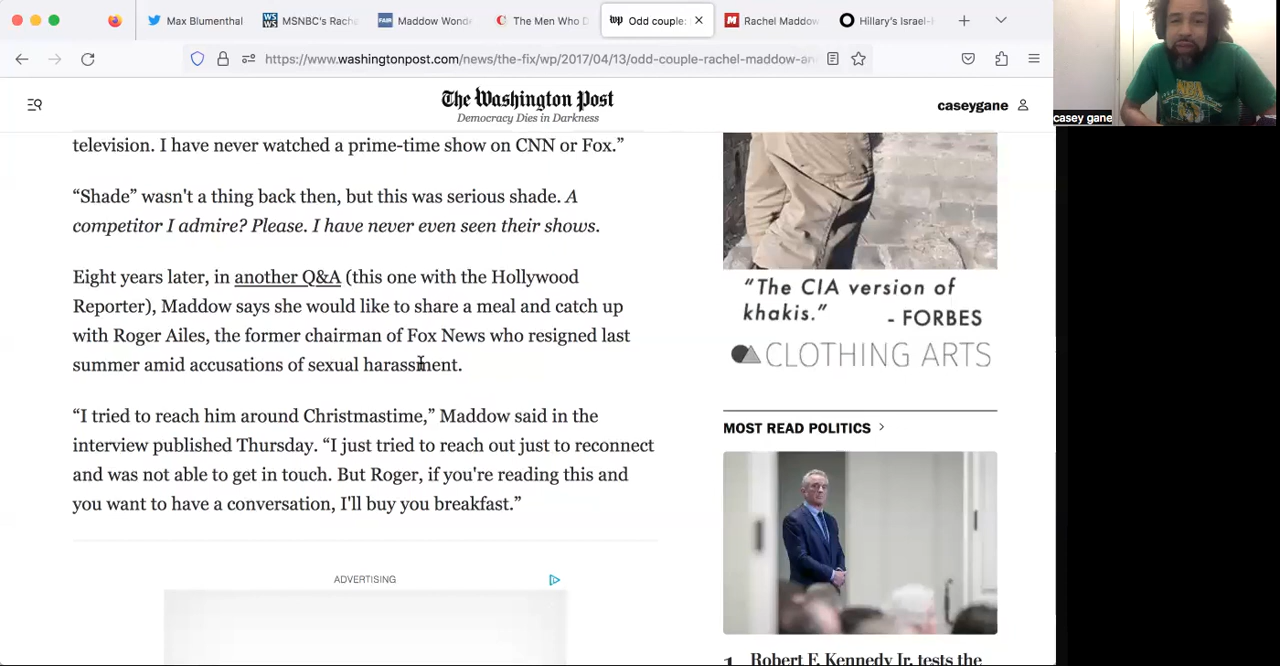 Max Blumenthal
MSNBC's Rach
Maddow Wond
The Men Who D
Odd couple:
Rachel Maddow
Hillary's Israel-
https://www.washingtonpost.com/news/the-fix/wp/2017/04/13/odd-couple-rachel-maddow-an
The Washington Post
Democracy Dies in Darkness
caseygane
casey gane
television. I have never watched a prime-time show on CNN or Fox.”
“Shade” wasn't a thing back then, but this was serious shade. A
competitor I admire? Please. I have never even seen their shows.
Eight years later, in another Q&A (this one with the Hollywood
Reporter), Maddow says she would like to share a meal and catch up
with Roger Ailes, the former chairman of Fox News who resigned last
summer amid accusations of sexual harassment.
“I tried to reach him around Christmastime,” Maddow said in the
interview published Thursday. “I just tried to reach out just to reconnect
and was not able to get in touch. But Roger, if you're reading this and
you want to have a conversation, I'll buy you breakfast.”
ADVERTISING
“The CIA version of
khakis.”
- FORBES
CLOTHING ARTS
MOST READ POLITICS
1 Robert F. Kennedy Jr. tests the